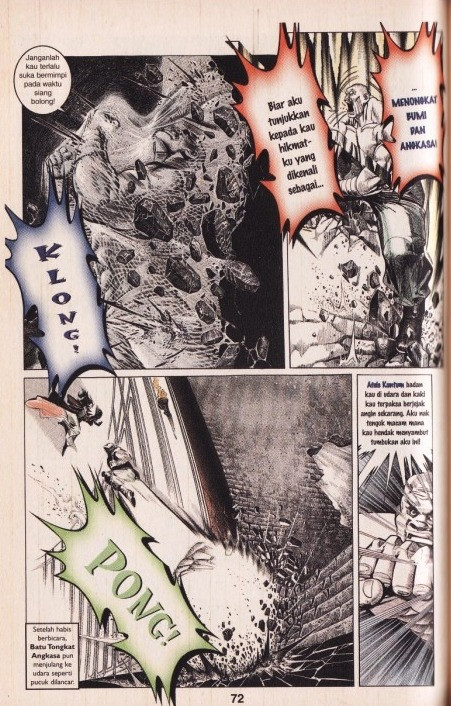 Janganlah
kau terlalu
suka bermimpi
pada waktu
siang
bolong!
Biar aku
tunjukkan
kepada kau
hikmat-
ku yang
dikenali
sebagai...
...
MENONGKAT
BUMI
DAN
ANGKASA!
KLONG!
PONG!
Setelah habis
berbicara,
Batu Tongkat
Angkasa pun
menjulang ke
udara seperti
pucuk dilancar.
badan
kau di udara dan kaki
kau terpaksa berjejak
angin sekarang. Aku nak
tengok macam mana
kau hendak menyambut
tumbukan aku ini!
72